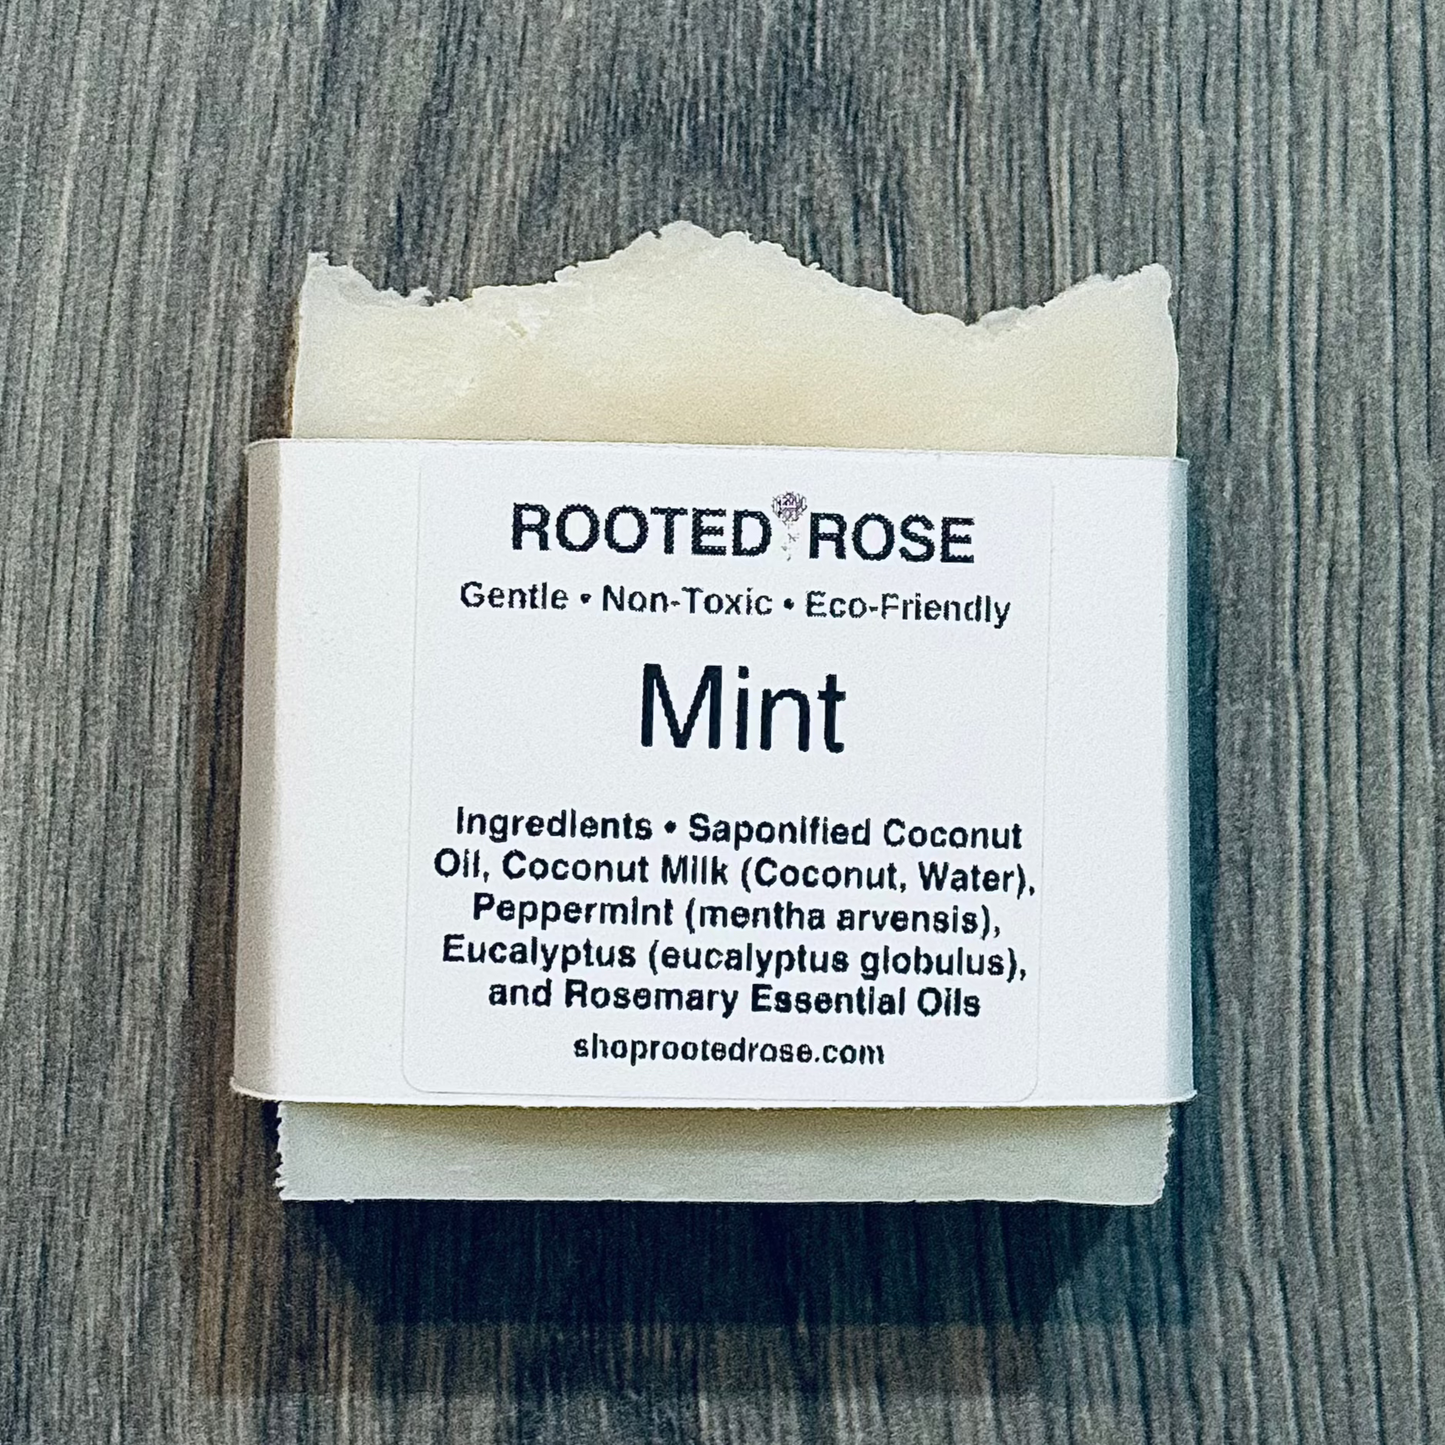 ROOTED ROSE
Gentle • Non-Toxic • Eco-Friendly
Mint
Ingredients • Saponified Coconut
Oil, Coconut Milk (Coconut, Water),
Peppermint (mentha arvensis),
Eucalyptus (eucalyptus globulus),
and Rosemary Essential Oils
shoprootedrose.com